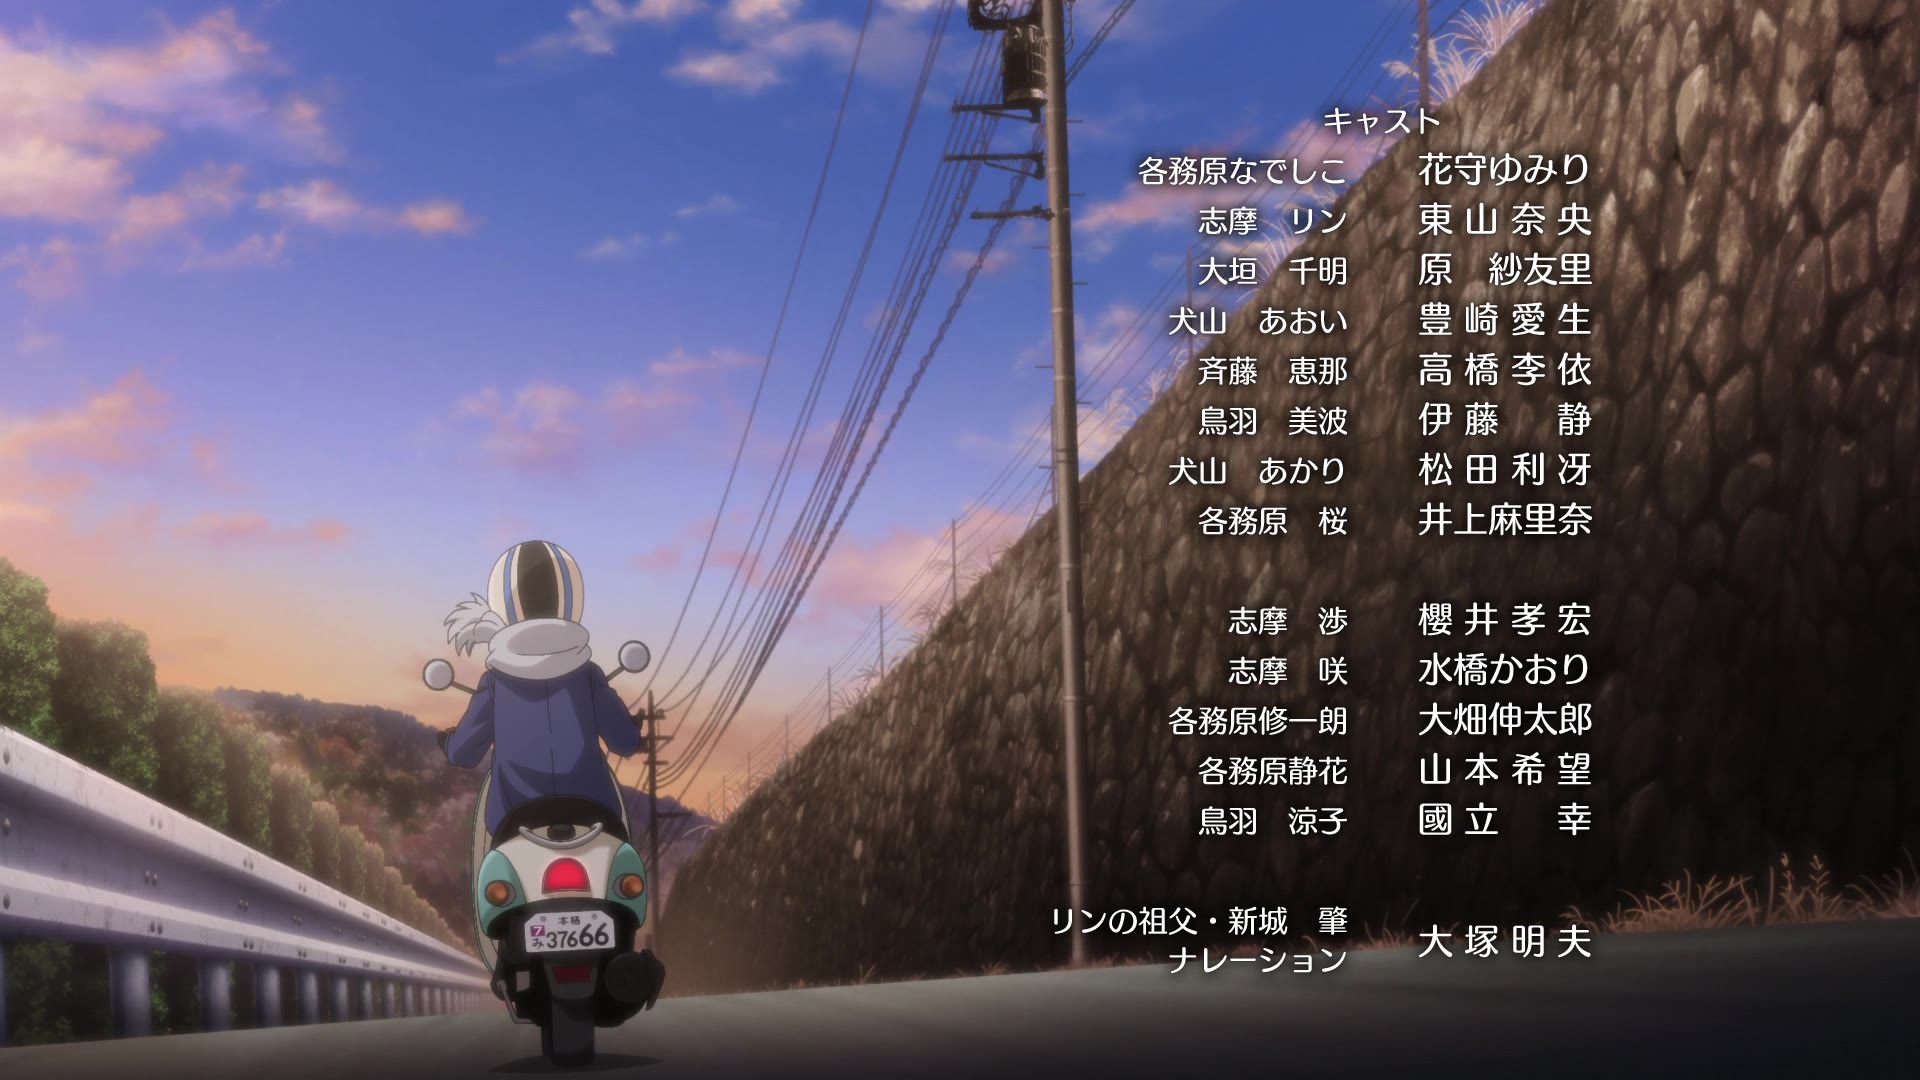 キャスト
各務原なでしこ 花守ゆみり
志摩 リン 東山奈央
大垣 千明 原 紗友里
犬山 あおい 豊崎愛生
斉藤 恵那 高橋李依
鳥羽 美波 伊藤 静
犬山 あかり 松田利冴
各務原 桜 井上麻里奈
志摩 渉 櫻井孝宏
志摩 咲 水橋かおり
各務原修一朗 大畑伸太郎
各務原静花 山本希望
鳥羽 涼子 國立 幸
リンの祖父・新城 肇
ナレーション
大塚明夫
本栖
7
み
37666